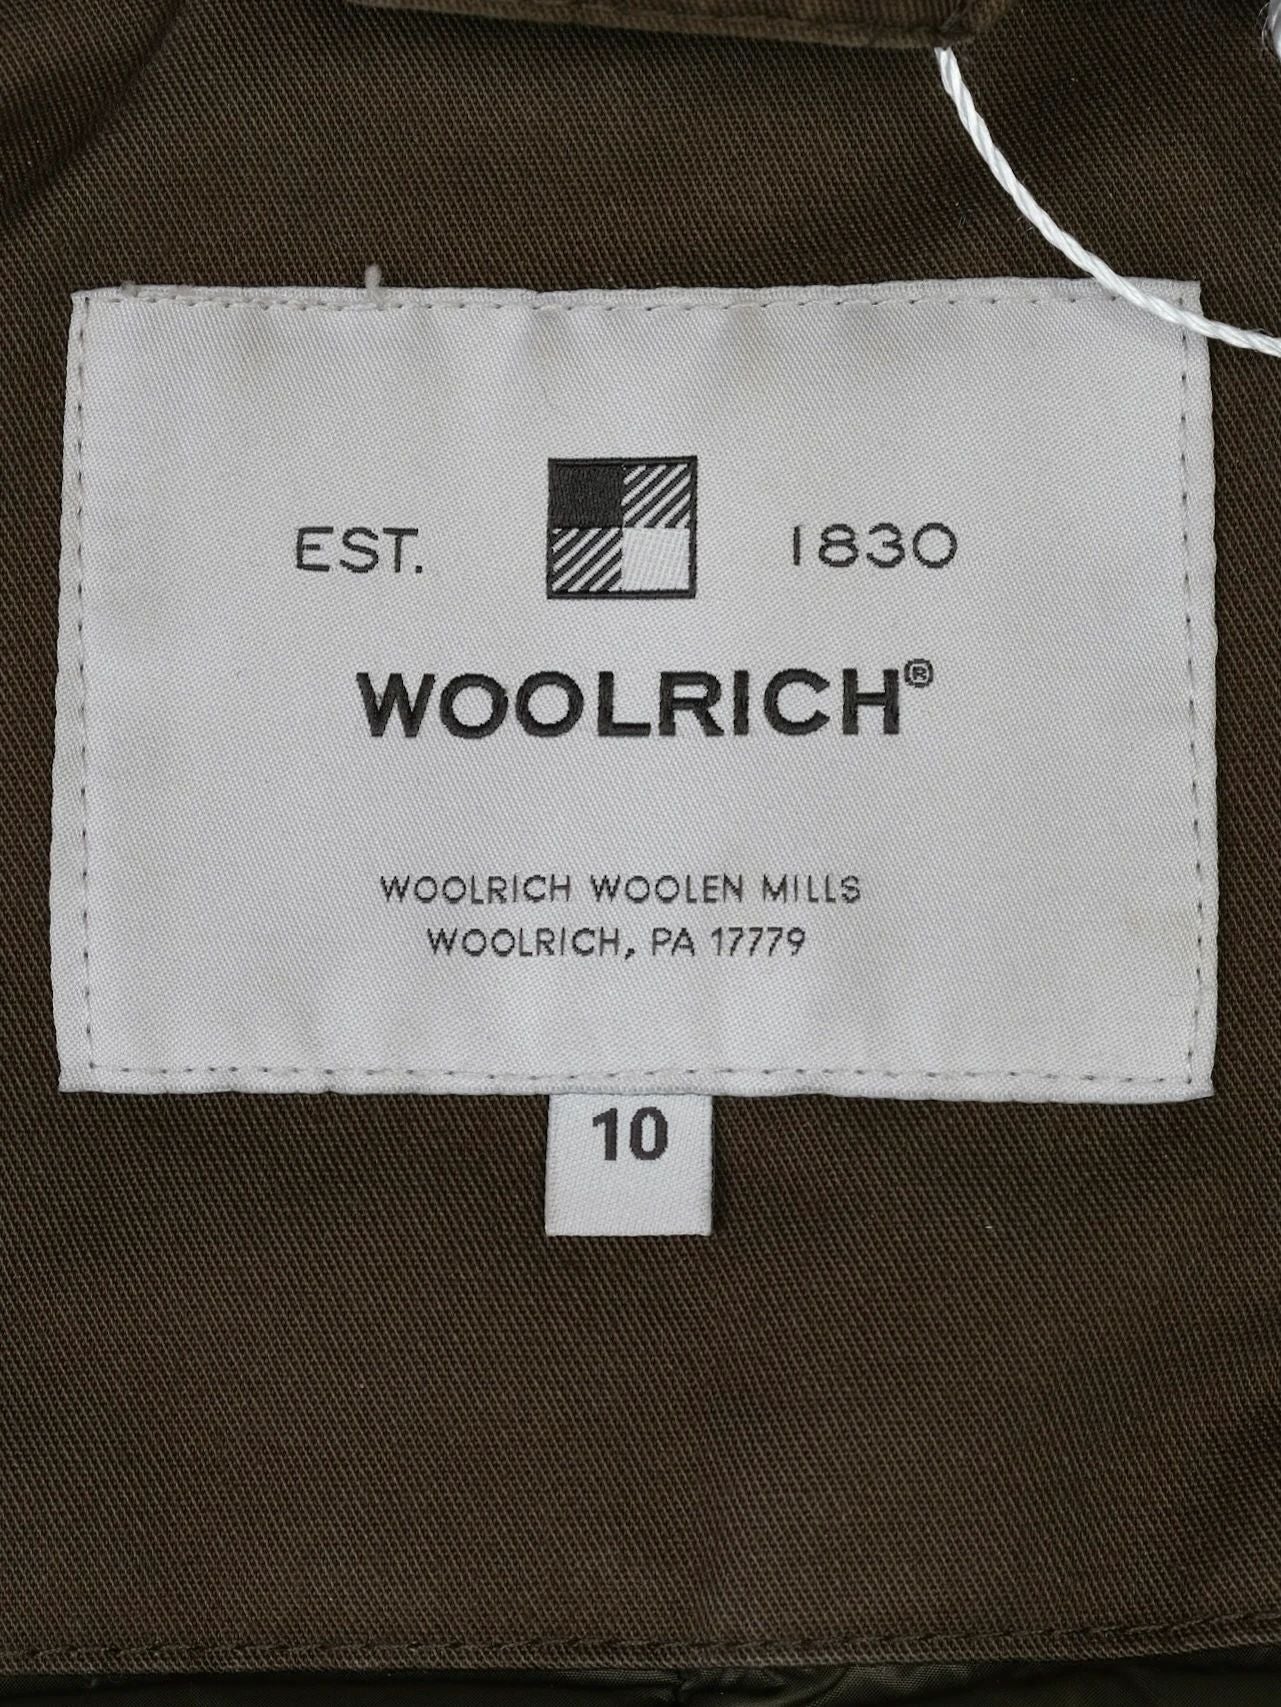 EST. 1830
WOOLRICH®
WOOLRICH WOOLEN MILLS
WOOLRICH, PA 17779
10